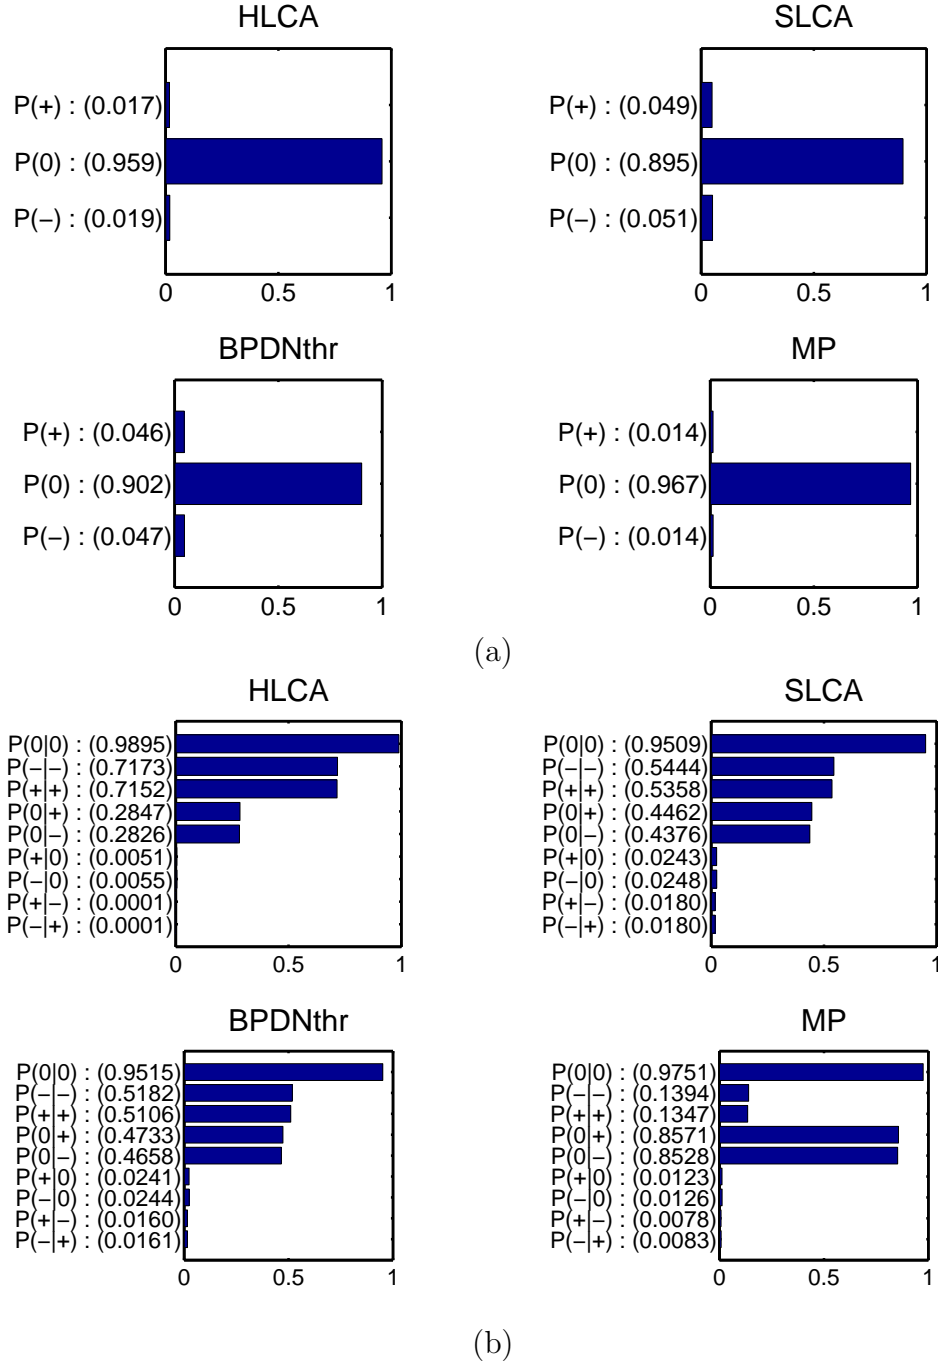 HLCA
P(+) : (0.017)
P(0) : (0.959)
P(−) : (0.019)
0 0.5 1
SLCA
P(+) : (0.049)
P(0) : (0.895)
P(−) : (0.051)
0 0.5 1
BPDNthr
P(+) : (0.046)
P(0) : (0.902)
P(−) : (0.047)
0 0.5 1
MP
P(+) : (0.014)
P(0) : (0.967)
P(−) : (0.014)
0 0.5 1
(a)
HLCA
P(0|0) : (0.9895)
P(−|−) : (0.7173)
P(+|+) : (0.7152)
P(0|+) : (0.2847)
P(0|−) : (0.2826)
P(+|0) : (0.0051)
P(−|0) : (0.0055)
P(+|−) : (0.0001)
P(−|+) : (0.0001)
0 0.5 1
SLCA
P(0|0) : (0.9509)
P(−|−) : (0.5444)
P(+|+) : (0.5358)
P(0|+) : (0.4462)
P(0|−) : (0.4376)
P(+|0) : (0.0243)
P(−|0) : (0.0248)
P(+|−) : (0.0180)
P(−|+) : (0.0180)
0 0.5 1
BPDNthr
P(0|0) : (0.9515)
P(−|−) : (0.5182)
P(+|+) : (0.5106)
P(0|+) : (0.4733)
P(0|−) : (0.4658)
P(+|0) : (0.0241)
P(−|0) : (0.0244)
P(+|−) : (0.0160)
P(−|+) : (0.0161)
0 0.5 1
MP
P(0|0) : (0.9751)
P(−|−) : (0.1394)
P(+|+) : (0.1347)
P(0|+) : (0.8571)
P(0|−) : (0.8528)
P(+|0) : (0.0123)
P(−|0) : (0.0126)
P(+|−) : (0.0078)
P(−|+) : (0.0083)
0 0.5 1
(b)